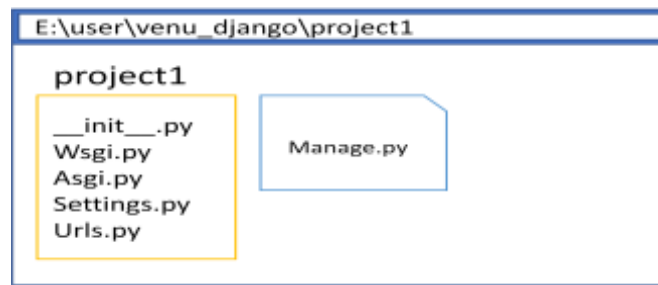 E:\user\venu_django\project1
project1
__init__.py
Wsgi.py
Asgi.py
Settings.py
Urls.py
Manage.py